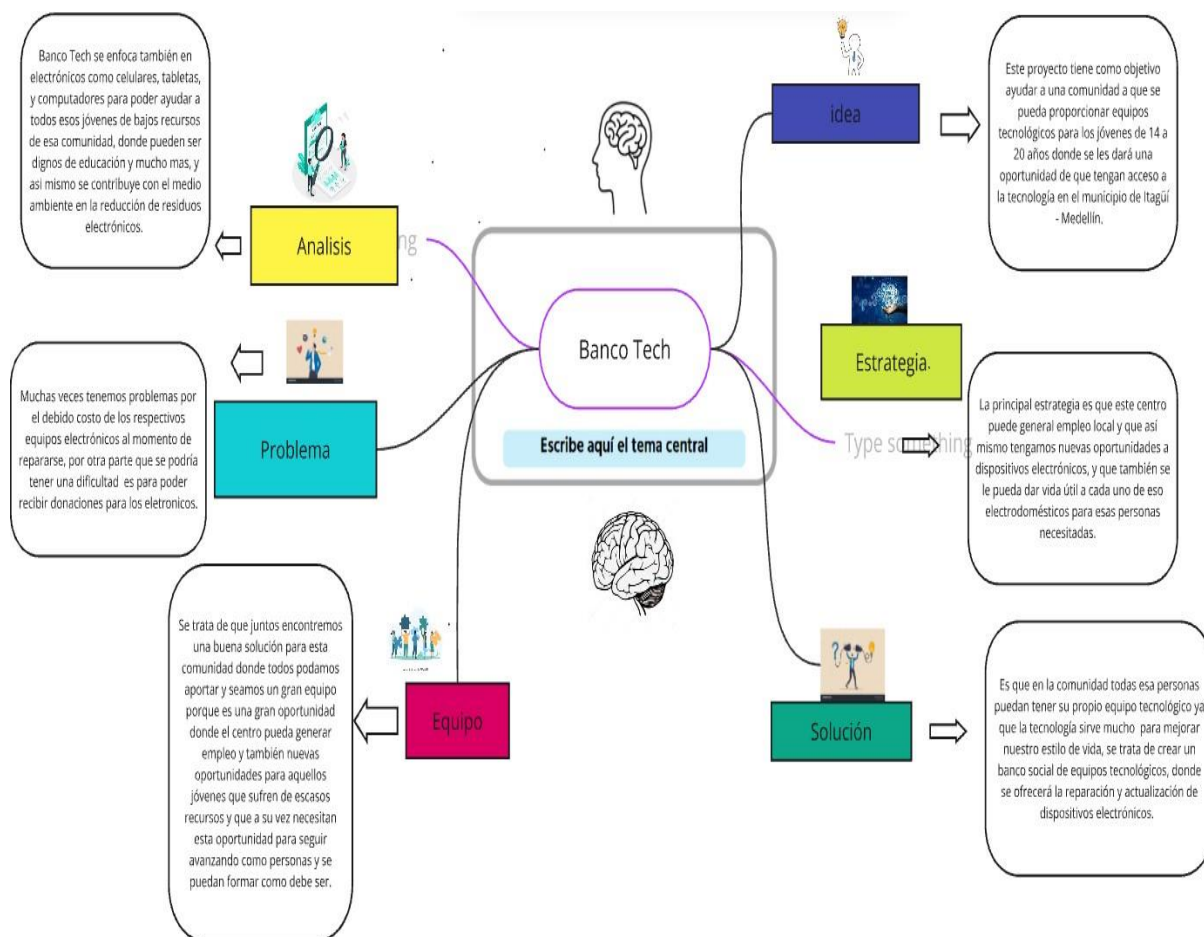 Banco Tech se enfoca también en
electrónicos como celulares, tabletas,
y computadores para poder ayudar a
todos esos jóvenes de bajos recursos
de esa comunidad, donde pueden ser
dignos de educación y mucho mas, y
asi mismo se contribuye con el medio
ambiente en la reducción de residuos
electrónicos.
Analisis
ng
Muchas veces tenemos problemas por
el debido costo de los respectivos
equipos electrónicos al momento de
repararse, por otra parte que se podría
tener una dificultad es para poder
recibir donaciones para los eletronicos.
Problema
Se trata de que juntos encontremos
una buena solución para esta
comunidad donde todos podamos
aportar y seamos un gran equipo
porque es una gran oportunidad
donde el centro pueda generar
empleo y también nuevas
oportunidades para aquellos
jóvenes que sufren de escasos
recursos y que a su vez necesitan
esta oportunidad para seguir
avanzando como personas y se
puedan formar como debe ser.
Equipo
Banco Tech
Escribe aquí el tema central
idea
Este proyecto tiene como objetivo
ayudar a una comunidad a que se
pueda proporcionar equipos
tecnológicos para los jóvenes de 14 a
20 años donde se les dará una
oportunidad de que tengan acceso a
la tecnología en el municipio de Itagüí
- Medellín.
Estrategia.
Type something
La principal estrategia es que este centro
puede general empleo local y que así
mismo tengamos nuevas oportunidades a
dispositivos electrónicos, y que también se
le pueda dar vida útil a cada uno de eso
electrodomésticos para esas personas
necesitadas.
Solución
Es que en la comunidad todas esa personas
puedan tener su propio equipo tecnológico ya
que la tecnología sirve mucho para mejorar
nuestro estilo de vida, se trata de crear un
banco social de equipos tecnológicos, donde
se ofrecerá la reparación y actualización de
dispositivos electrónicos.